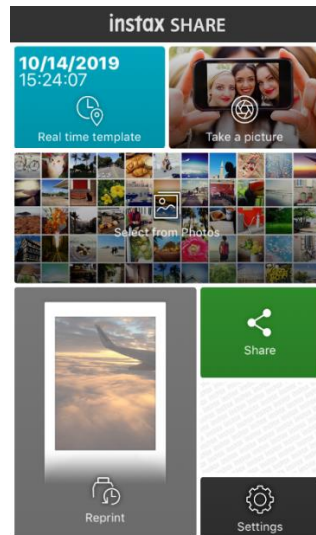 instax SHARE
10/14/2019
15:24:07
Real time template
Take a picture
Select from Photos
Share
Reprint
Settings